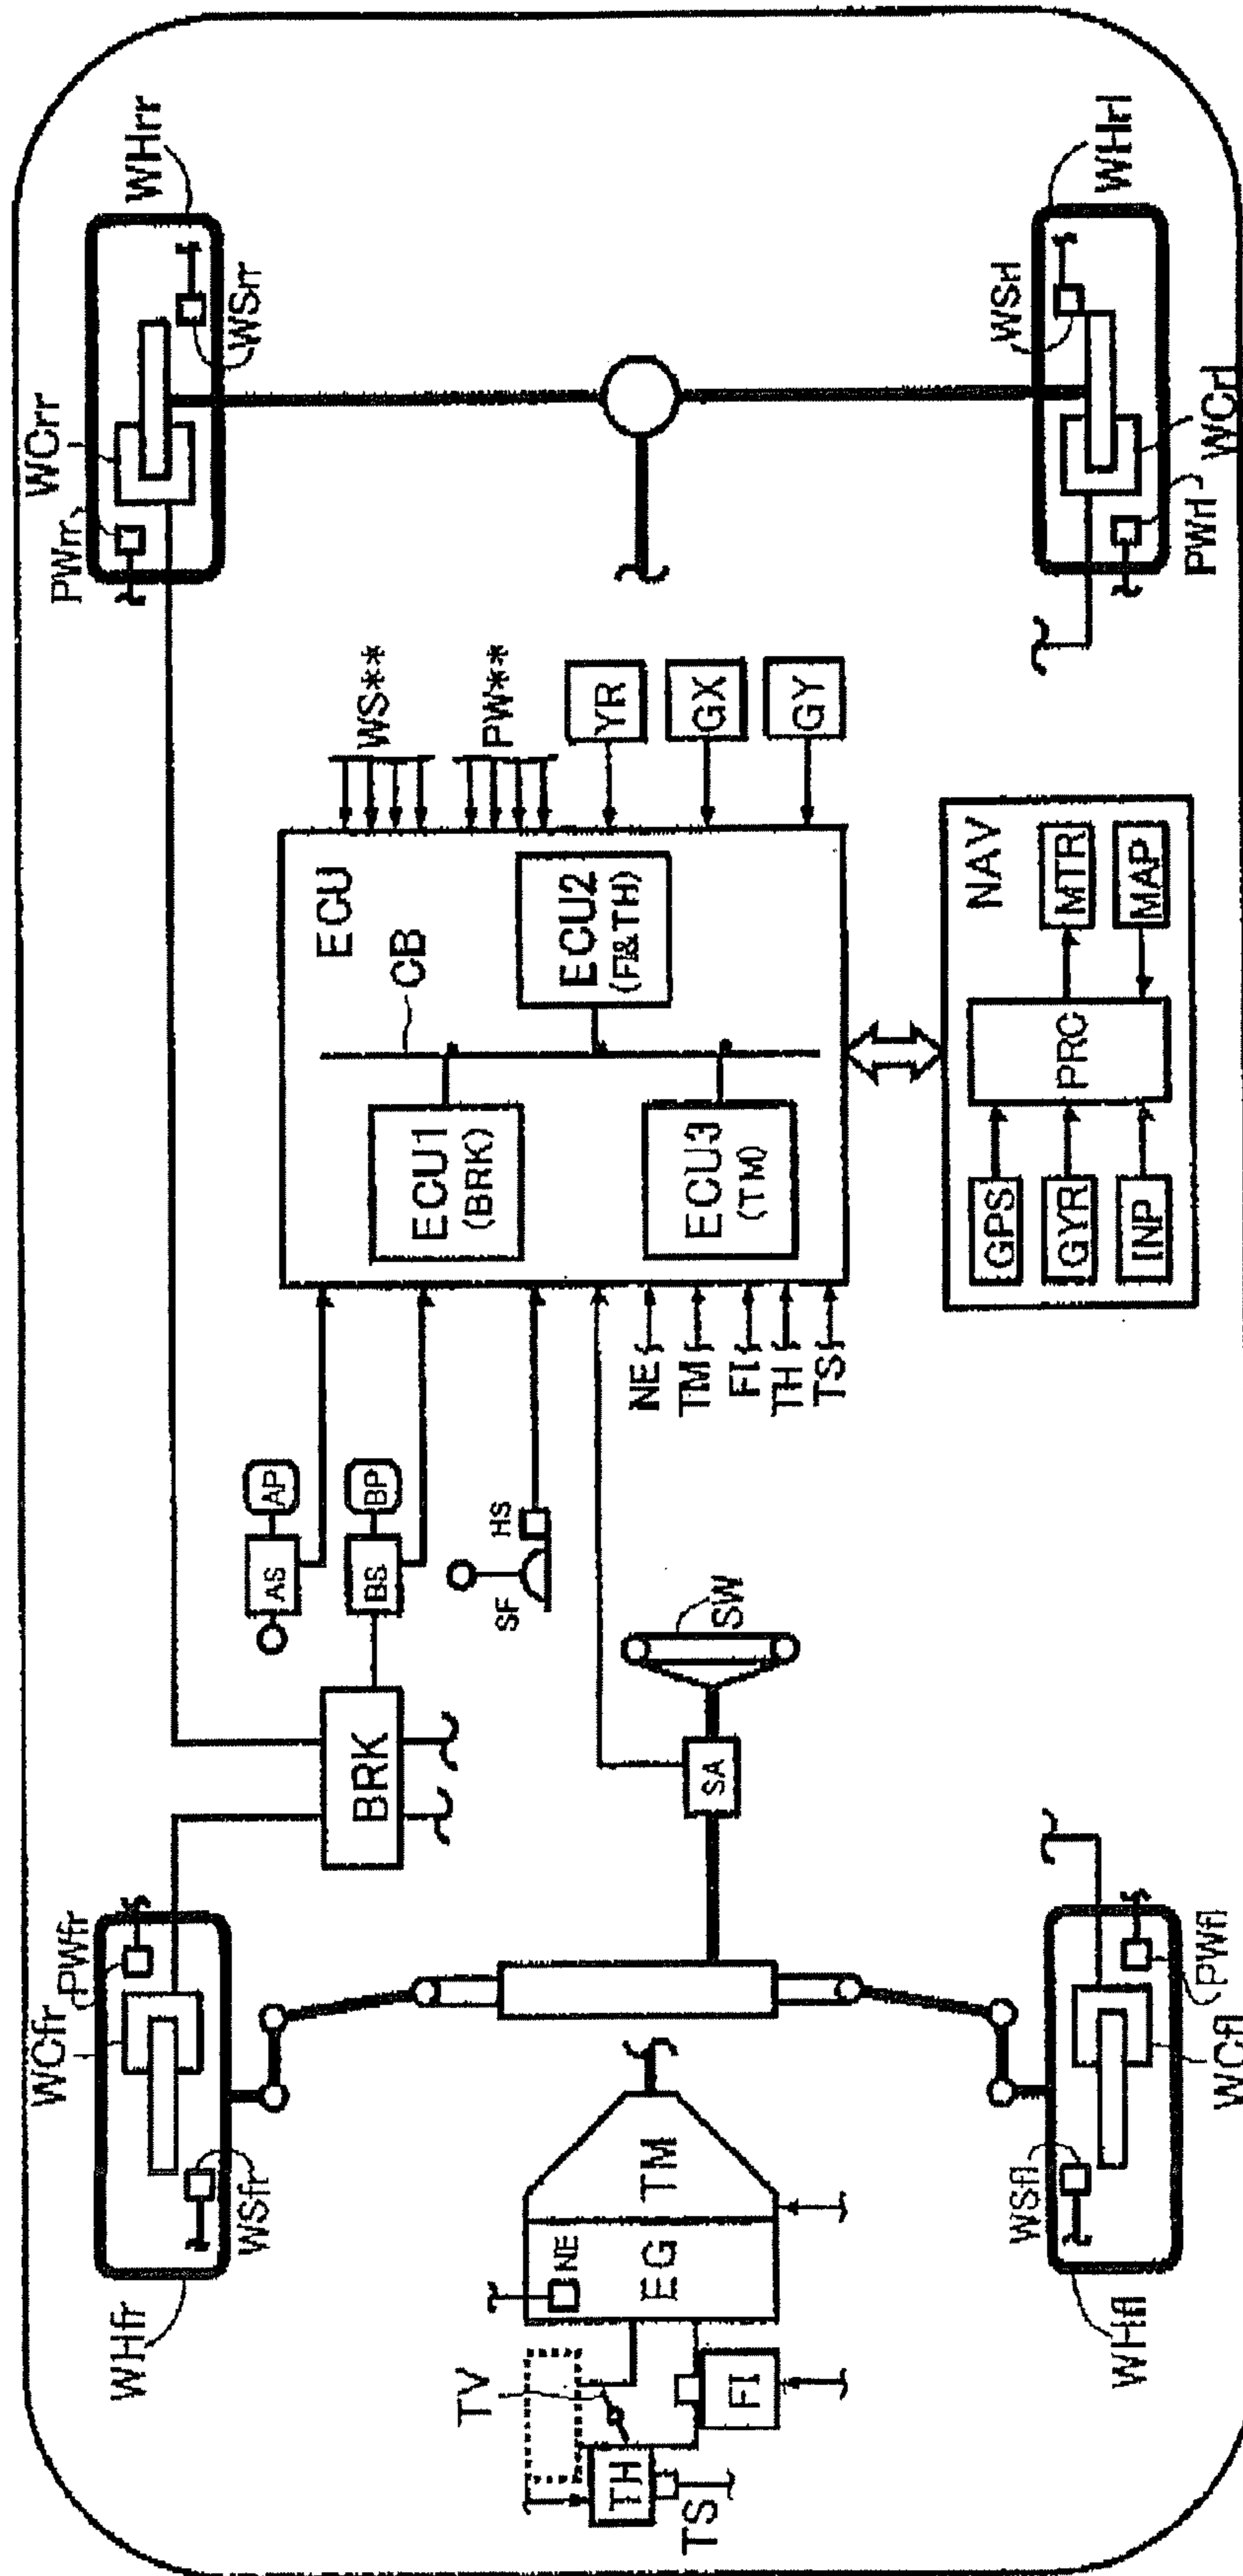 WHfr
WCfr
PWfr
WSfr
PWrr
WCrr
WHrr
WSrr
BRK
AS
AP
BS
BP
SF
HS
SA
SW
TV
TH
TS
FI
NE
EG
TM
ECU
CB
ECU1
(BRK)
ECU2
(FI&TH)
ECU3
(TM)
WS**
PW**
YR
GX
GY
NE
TM
FI
TH
TS
NAV
GPS
GYR
INP
PRC
MTR
MAP
WHfl
WSfl
WCfl
PWfl
PWrl
WCrl
WSrl
WHrl